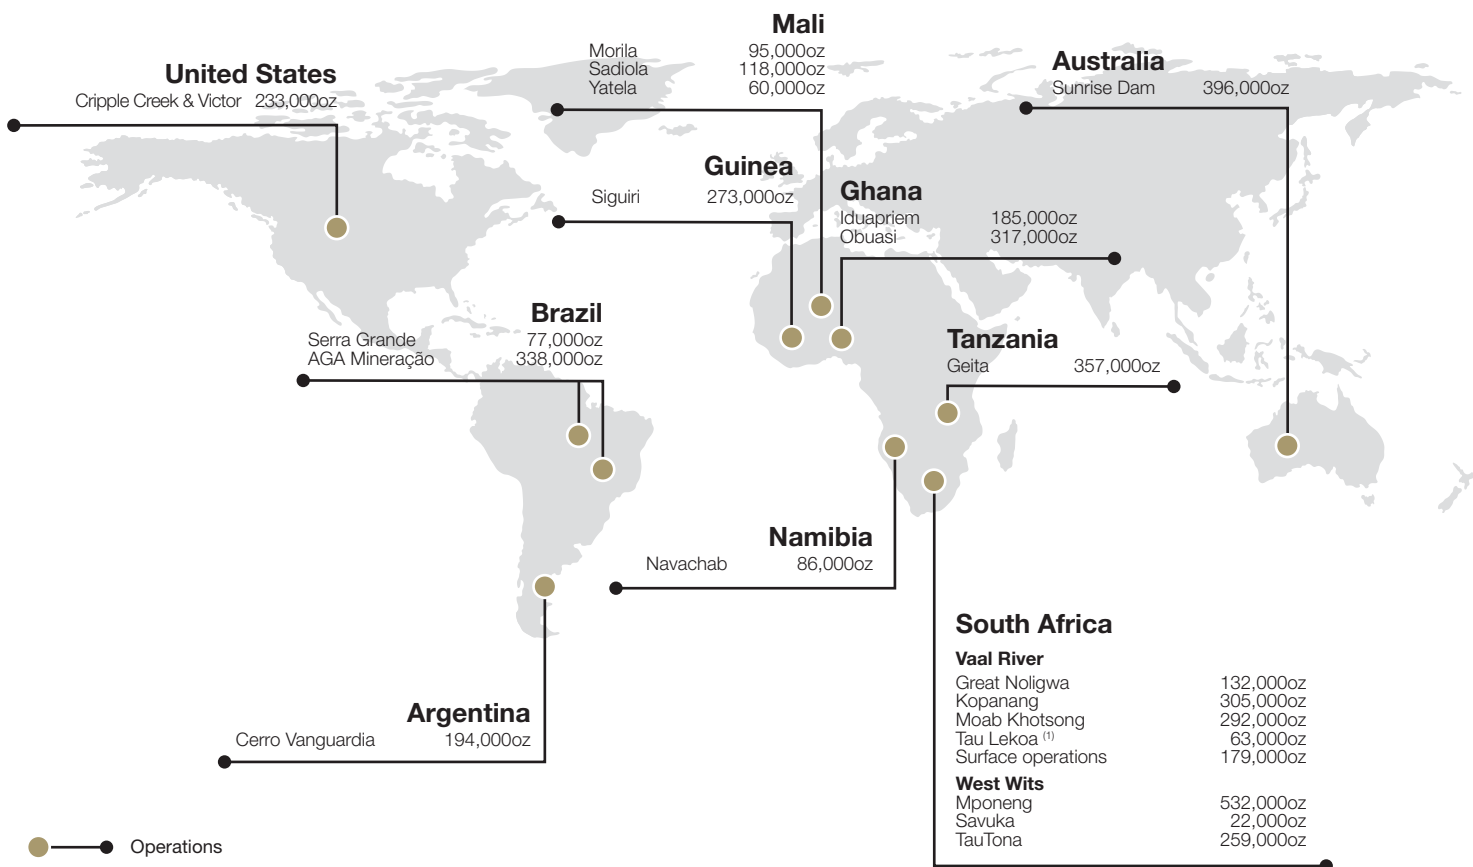 Mali
Morila 95,000oz
Sadiola 118,000oz
Yatela 60,000oz
Australia
Sunrise Dam 396,000oz
United States
Cripple Creek & Victor 233,000oz
Guinea
Siguiri 273,000oz
Ghana
Iduapriem 185,000oz
Obuasi 317,000oz
Brazil
Serra Grande 77,000oz
AGA Mineração 338,000oz
Tanzania
Geita 357,000oz
Namibia
Navachab 86,000oz
South Africa
Vaal River
Great Noligwa 132,000oz
Kopanang 305,000oz
Moab Khotsong 292,000oz
Tau Lekoa (1) 63,000oz
Surface operations 179,000oz
West Wits
Mponeng 532,000oz
Savuka 22,000oz
TauTona 259,000oz
Argentina
Cerro Vanguardia 194,000oz
Operations